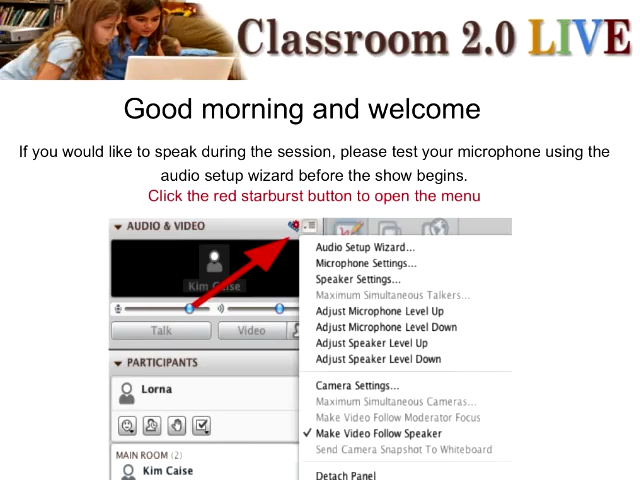 Classroom 2.0 LIVE
Good morning and welcome
If you would like to speak during the session, please test your microphone using the
audio setup wizard before the show begins.
Click the red starburst button to open the menu
AUDIO & VIDEO
Kim Caise
Talk
Video
PARTICIPANTS
Lorna
MAIN ROOM (2)
Kim Caise
Audio Setup Wizard...
Microphone Settings...
Speaker Settings...
Maximum Simultaneous Talkers...
Adjust Microphone Level Up
Adjust Microphone Level Down
Adjust Speaker Level Up
Adjust Speaker Level Down
Camera Settings...
Maximum Simultaneous Cameras...
Make Video Follow Moderator Focus
Make Video Follow Speaker
Send Camera Snapshot To Whiteboard
Detach Panel